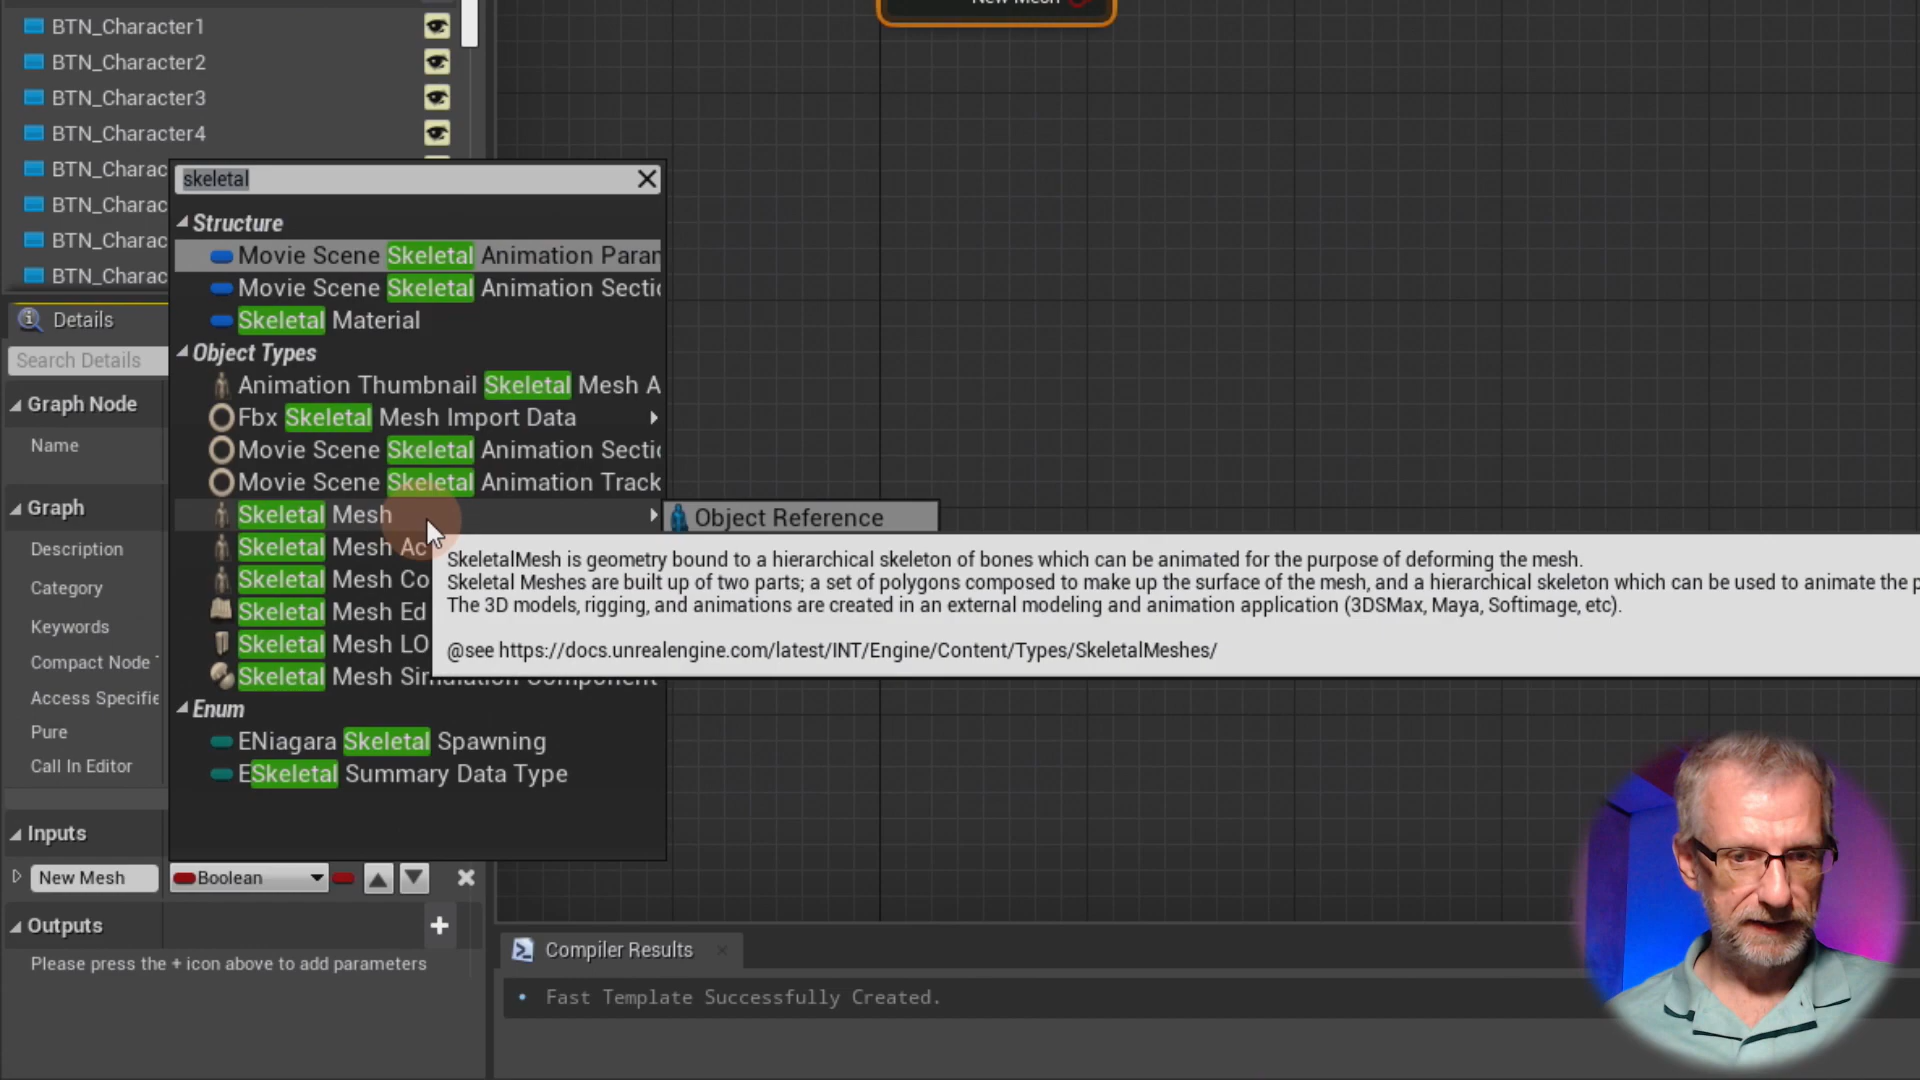 New Mesh
BTN_Character1
BTN_Character2
BTN_Character3
BTN_Character4
BTN_Charac
BTN_Charac
BTN_Charac
BTN_Charac
skeletal
Structure
Movie Scene Skeletal Animation Param
Movie Scene Skeletal Animation Sectio
Skeletal Material
Object Types
Animation Thumbnail Skeletal Mesh A
Fbx Skeletal Mesh Import Data
Movie Scene Skeletal Animation Sectio
Movie Scene Skeletal Animation Track
Skeletal Mesh
Object Reference
Skeletal Mesh Ac
Skeletal Mesh Co
Skeletal Mesh Ed
Skeletal Mesh LO
Skeletal Mesh Simulation Component
SkeletalMesh is geometry bound to a hierarchical skeleton of bones which can be animated for the purpose of deforming the mesh.
Skeletal Meshes are built up of two parts; a set of polygons composed to make up the surface of the mesh, and a hierarchical skeleton which can be used to animate the p
The 3D models, rigging, and animations are created in an external modeling and animation application (3DSMax, Maya, Softimage, etc).
@see https://docs.unrealengine.com/latest/INT/Engine/Content/Types/SkeletalMeshes/
Enum
ENiagara Skeletal Spawning
ESkeletal Summary Data Type
Details
Search Details
Graph Node
Name
Graph
Description
Category
Keywords
Compact Node T
Access Specifie
Pure
Call In Editor
Inputs
New Mesh
Boolean
Outputs
Please press the + icon above to add parameters
Compiler Results
• Fast Template Successfully Created.